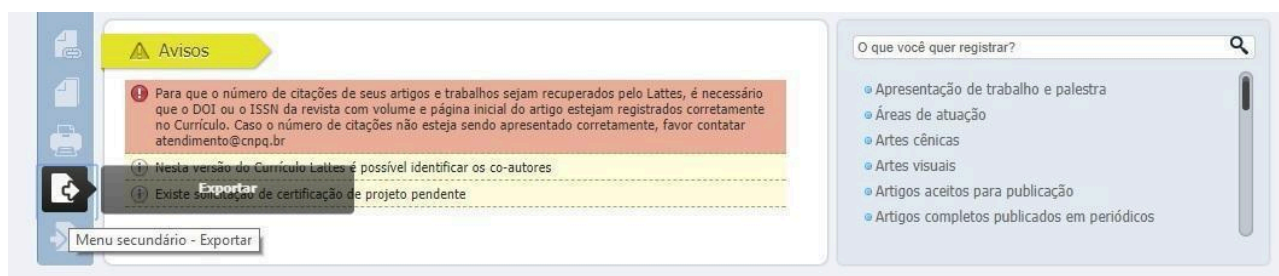 Avisos
Para que o número de citações de seus artigos e trabalhos sejam recuperados pelo Lattes, é necessário
que o DOI ou o ISSN da revista com volume e página inicial do artigo estejam registrados corretamente
no Currículo. Caso o número de citações não esteja sendo apresentado corretamente, favor contatar
atendimento@cnpq.br
Nesta versão do Currículo Lattes é possível identificar os co-autores
Exportar
Existe solicitação de certificação de projeto pendente
Menu secundário - Exportar
O que você quer registrar?
Apresentação de trabalho e palestra
Áreas de atuação
Artes cênicas
Artes visuais
Artigos aceitos para publicação
Artigos completos publicados em periódicos